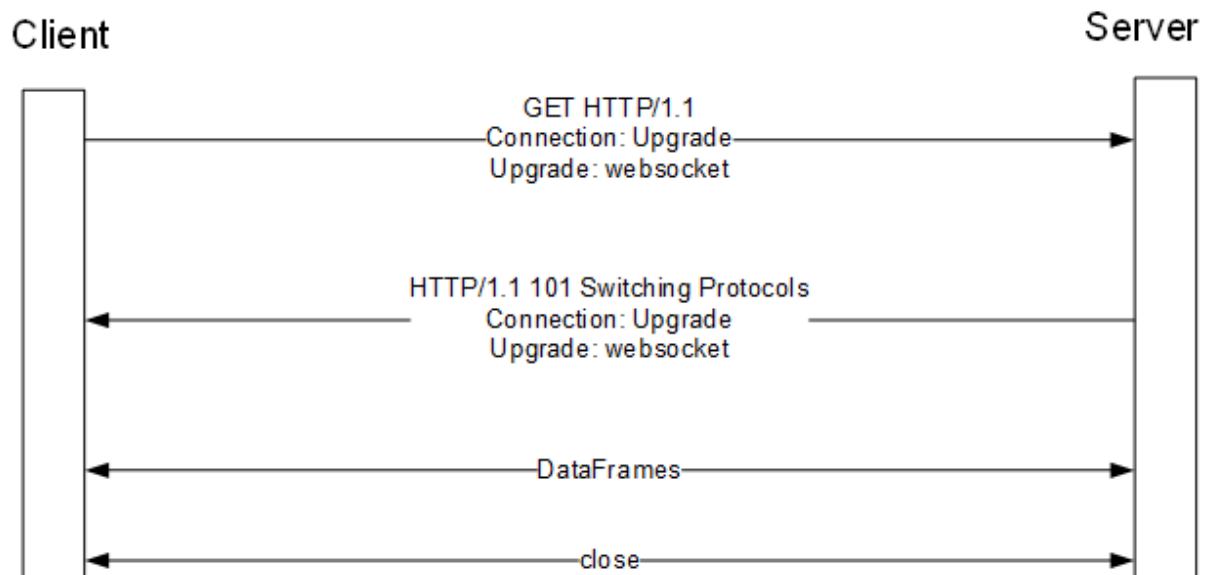 Client
Server
GET HTTP/1.1
Connection: Upgrade
Upgrade: websocket
HTTP/1.1 101 Switching Protocols
Connection: Upgrade
Upgrade: websocket
DataFrames
close